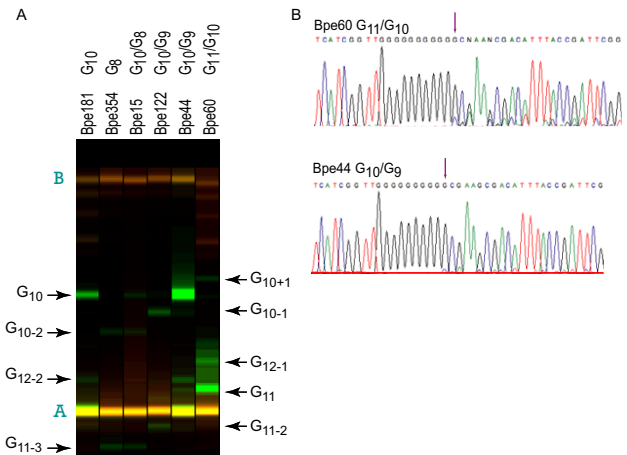 A
G10
G8
G10/G8
G10/G9
G10/G9
G11/G10
Bpe181
Bpe354
Bpe15
Bpe122
Bpe44
Bpe60
B
G10
G10-2
G12-2
A
G11-3
G10+1
G10-1
G12-1
G11
G11-2
B
Bpe60 G11/G10
TCATCGGTTGGGGGGGGGGGCNAANCGACATTTACCGATTCGG
Bpe44 G10/G9
TCATCGGTTGGGGGGGGGGCGAAGCGACATTTACCGATTCG